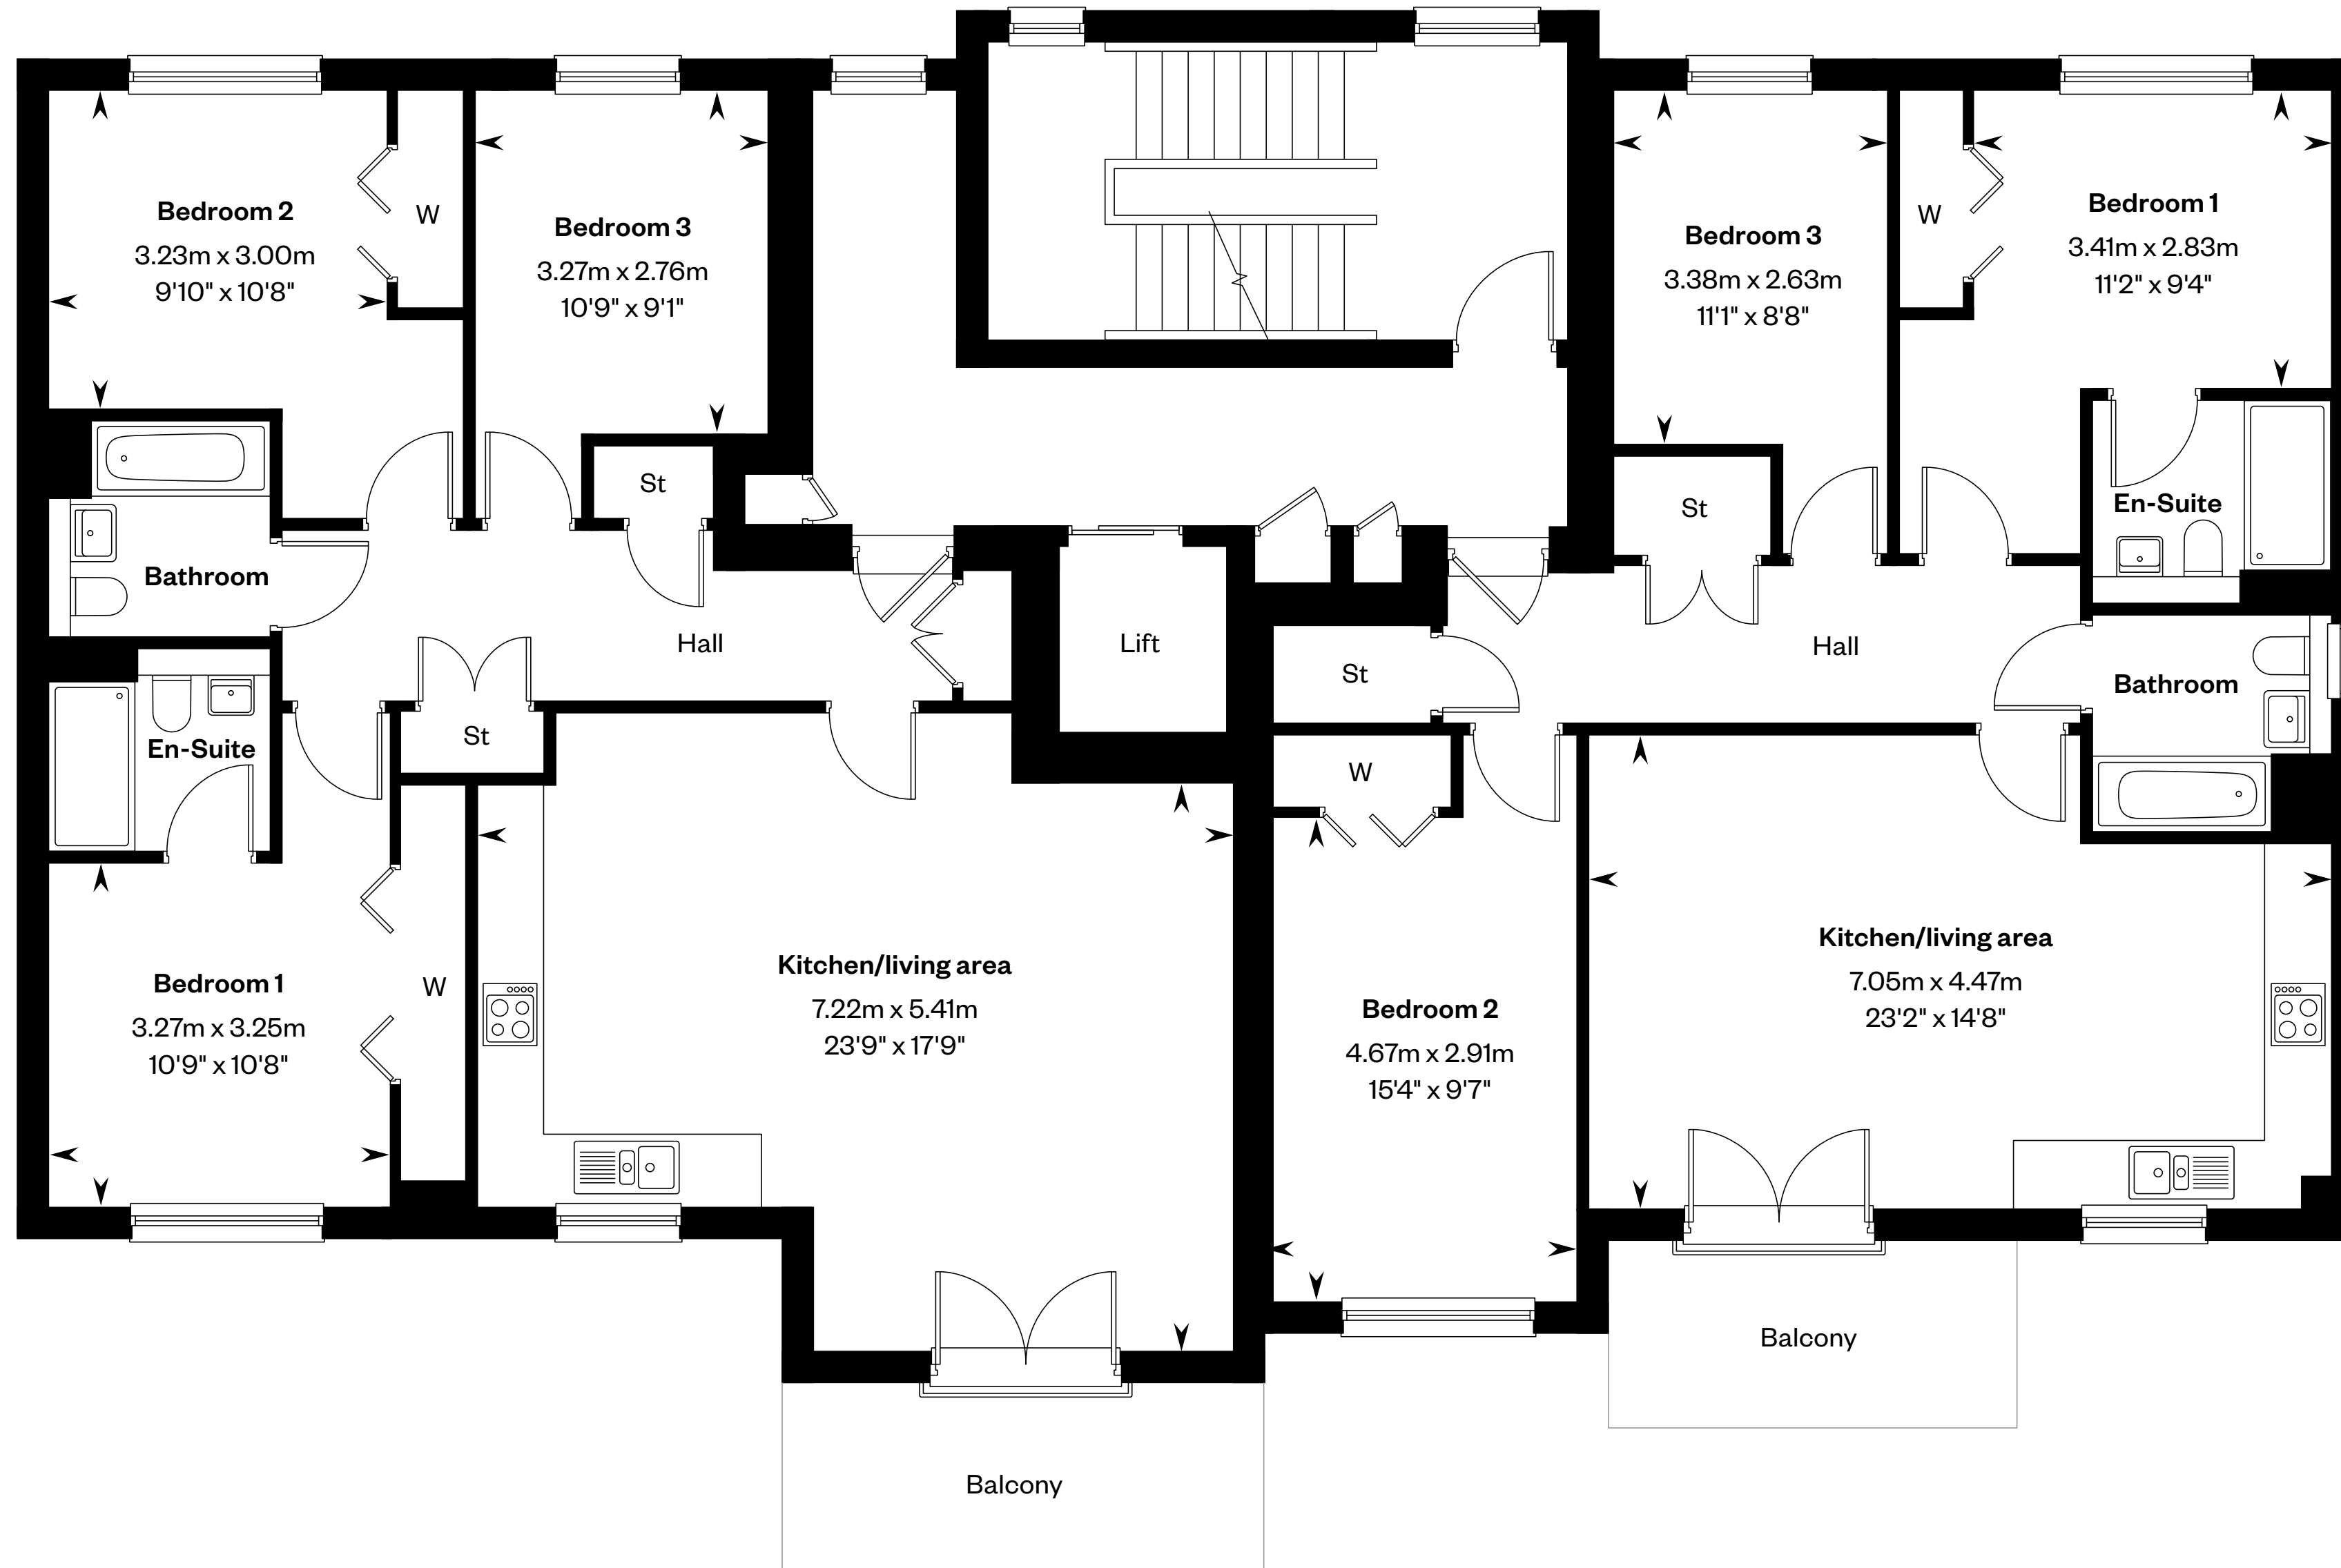 Bedroom 2
3.23m x 3.00m
9'10" x 10'8"
W
Bedroom 3
3.27m x 2.76m
10'9" x 9'1"
Bedroom 3
3.38m x 2.63m
11'1" x 8'8"
W
Bedroom 1
3.41m x 2.83m
11'2" x 9'4"
St
St
En-Suite
Bathroom
Hall
Lift
St
Hall
Bathroom
En-Suite
St
W
Bedroom 1
3.27m x 3.25m
10'9" x 10'8"
W
Kitchen/living area
7.22m x 5.41m
23'9" x 17'9"
Bedroom 2
4.67m x 2.91m
15'4" x 9'7"
Kitchen/living area
7.05m x 4.47m
23'2" x 14'8"
Balcony
Balcony